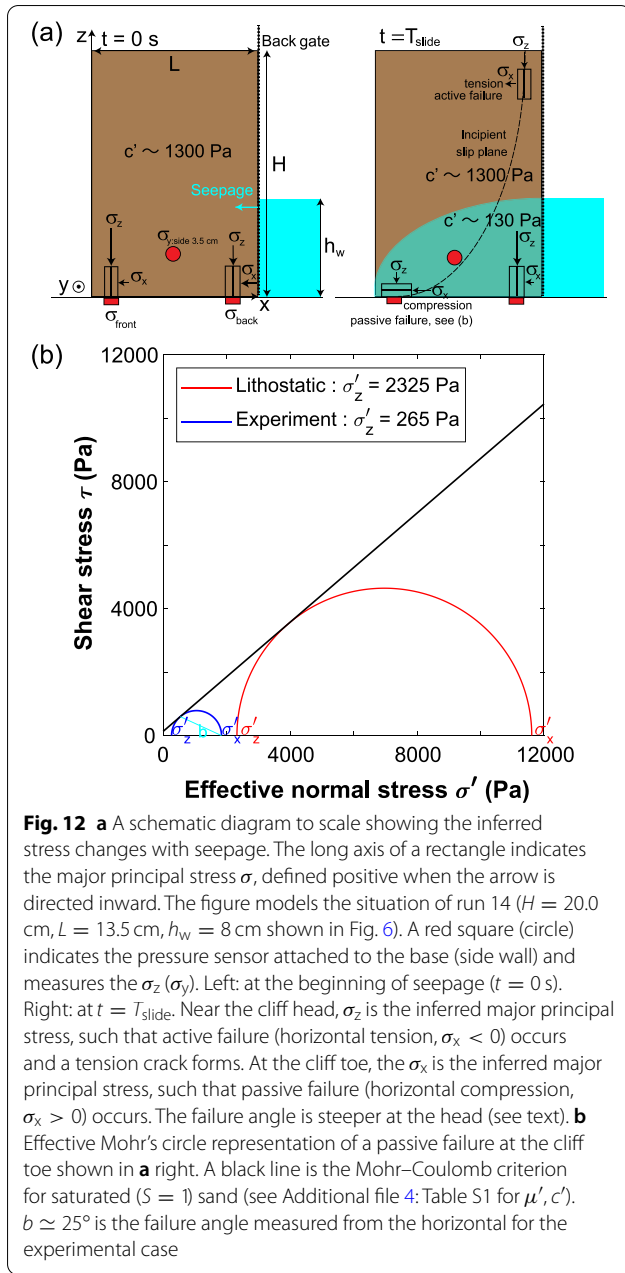 (a)
z
t = 0 s
Back gate
L
c' ~ 1300 Pa
H
Seepage
σy:side 3.5 cm
h_w
σz
σx
σz
σx
y
x
σfront
σback
t = T_slide
σz
σx
tension
active failure
Incipient
slip plane
c' ~ 1300 Pa
c' ~ 130 Pa
σz
σx
σz
σx
compression
passive failure, see (b)
(b)
12000
8000
4000
0
Shear stress τ (Pa)
Lithostatic : σ'z = 2325 Pa
Experiment : σ'z = 265 Pa
σ'z
b
σ'x
σ'z
σ'x
0
4000
8000
12000
Effective normal stress σ' (Pa)
Fig. 12 a A schematic diagram to scale showing the inferred
stress changes with seepage. The long axis of a rectangle indicates
the major principal stress σ, defined positive when the arrow is
directed inward. The figure models the situation of run 14 (H = 20.0
cm, L = 13.5 cm, h_w = 8 cm shown in Fig. 6). A red square (circle)
indicates the pressure sensor attached to the base (side wall) and
measures the σz (σy). Left: at the beginning of seepage (t = 0 s).
Right: at t = T_slide. Near the cliff head, σz is the inferred major principal
stress, such that active failure (horizontal tension, σx < 0) occurs
and a tension crack forms. At the cliff toe, the σx is the inferred major
principal stress, such that passive failure (horizontal compression,
σx > 0) occurs. The failure angle is steeper at the head (see text). b
Effective Mohr's circle representation of a passive failure at the cliff
toe shown in a right. A black line is the Mohr–Coulomb criterion
for saturated (S = 1) sand (see Additional file 4: Table S1 for μ', c').
b ≃ 25° is the failure angle measured from the horizontal for the
experimental case